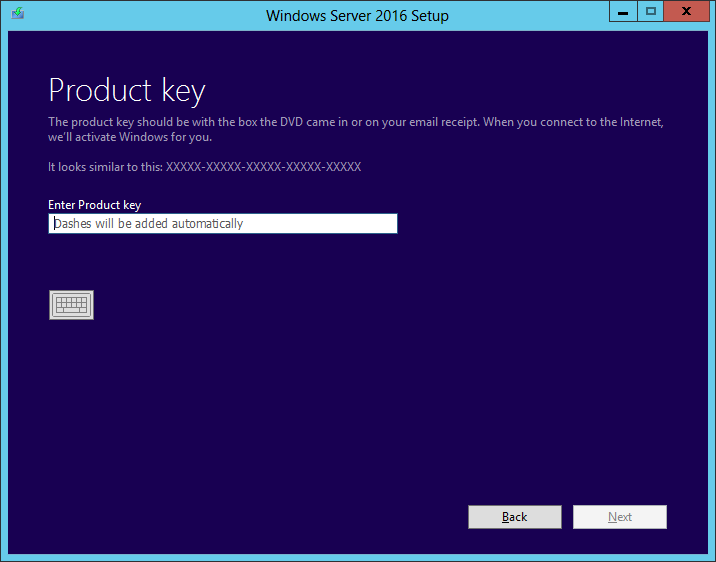 Windows Server 2016 Setup
Product key
The product key should be with the box the DVD came in or on your email receipt. When you connect to the Internet,
we'll activate Windows for you.
It looks similar to this: XXXXX-XXXXX-XXXXX-XXXXX-XXXXX
Enter Product key
Dashes will be added automatically
Back
Next